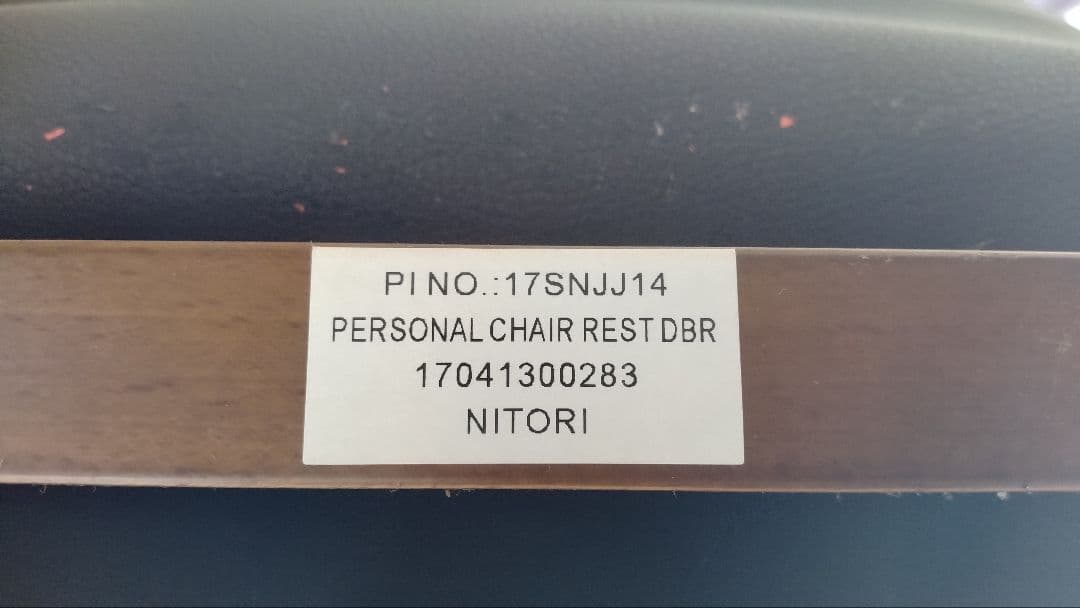 PI NO.:17SNJJ14
PERSONAL CHAIR REST DBR
17041300283
NITORI